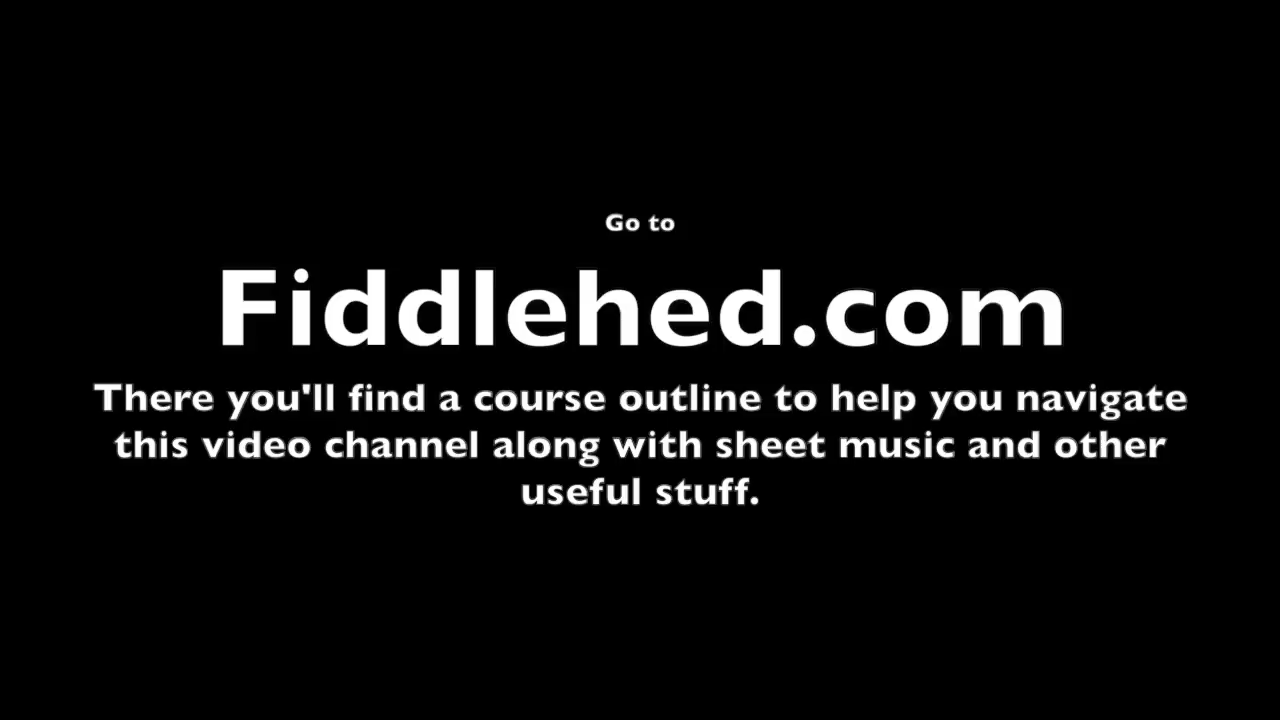 Go to
Fiddlehed.com
There you'll find a course outline to help you navigate
this video channel along with sheet music and other
useful stuff.